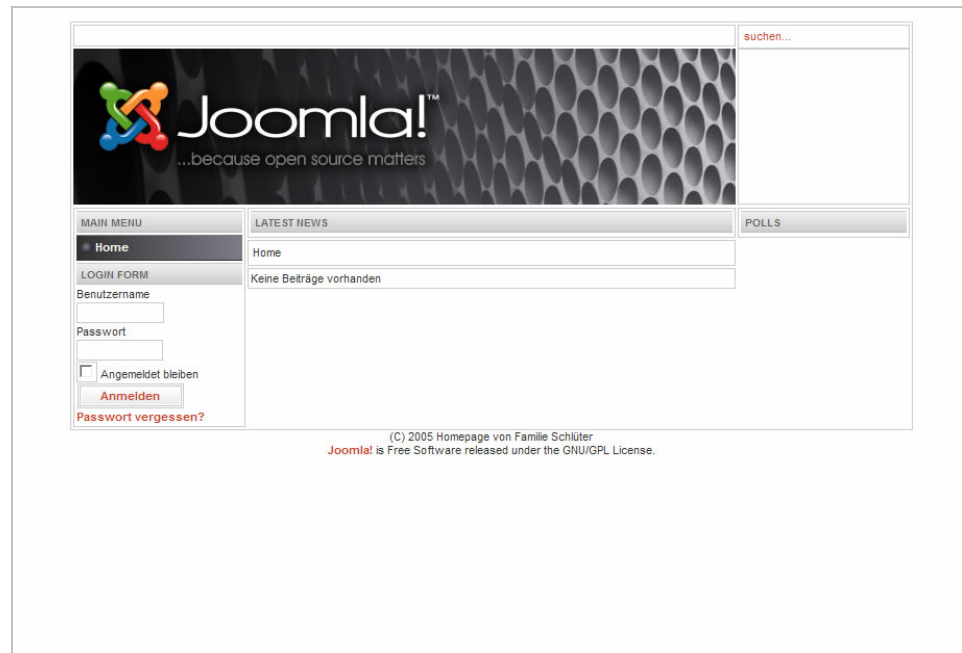 suchen...
Joomla!™
...because open source matters
MAIN MENU
Home
LOGIN FORM
Benutzername
Passwort
Angemeldet bleiben
Anmelden
Passwort vergessen?
LATEST NEWS
Home
Keine Beiträge vorhanden
POLLS
(C) 2005 Homepage von Familie Schlüter
Joomla! is Free Software released under the GNU/GPL License.